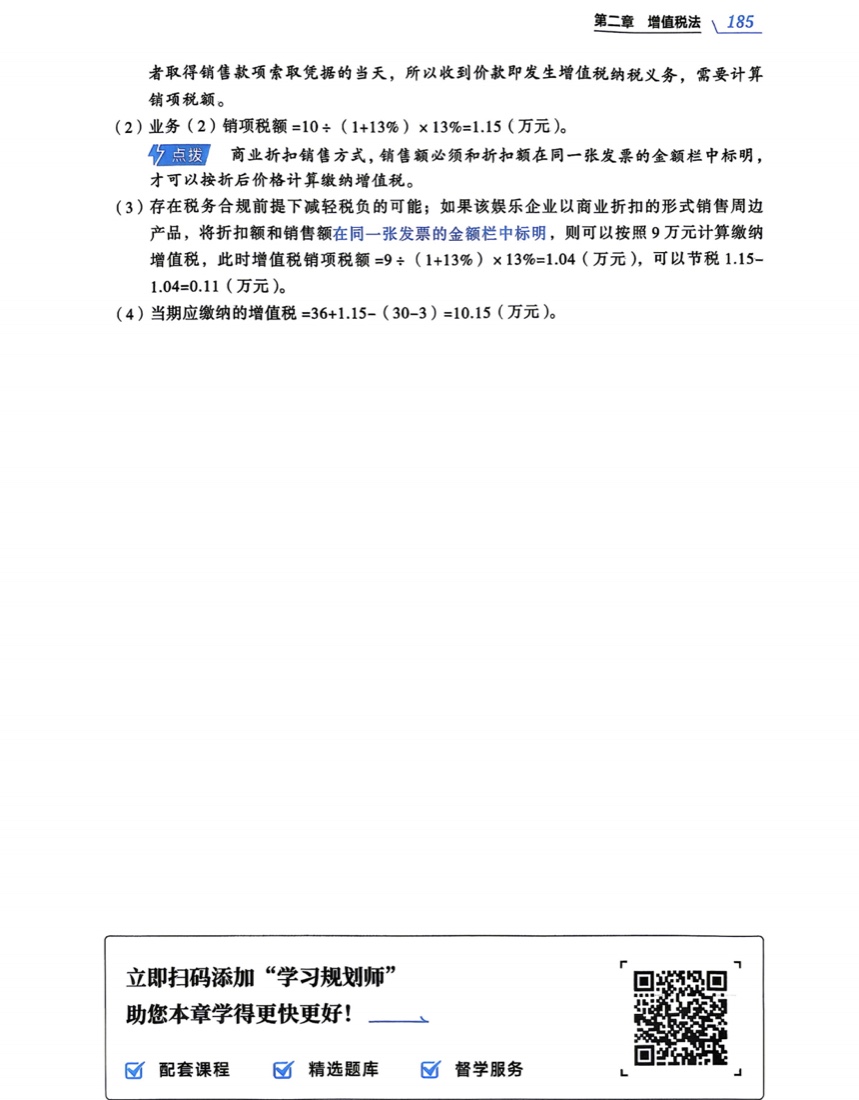 第二章 增值税法 185
者取得销售款项索取凭据的当天，所以收到价款即发生增值税纳税义务，需要计算
销项税额。
（2）业务（2）销项税额 =10÷（1+13%）×13%=1.15（万元）。
点拨 商业折扣销售方式，销售额必须和折扣额在同一张发票的金额栏中标明，
才可以按折后价格计算缴纳增值税。
（3）存在税务合规前提下减轻税负的可能；如果该娱乐企业以商业折扣的形式销售周边
产品，将折扣额和销售额在同一张发票的金额栏中标明，则可以按照 9 万元计算缴纳
增值税，此时增值税销项税额 =9÷（1+13%）×13%=1.04（万元），可以节税 1.15-
1.04=0.11（万元）。
（4）当期应缴纳的增值税 =36+1.15-（30-3）=10.15（万元）。
立即扫码添加“学习规划师”
助您本章学得更快更好！
配套课程 精选题库 督学服务